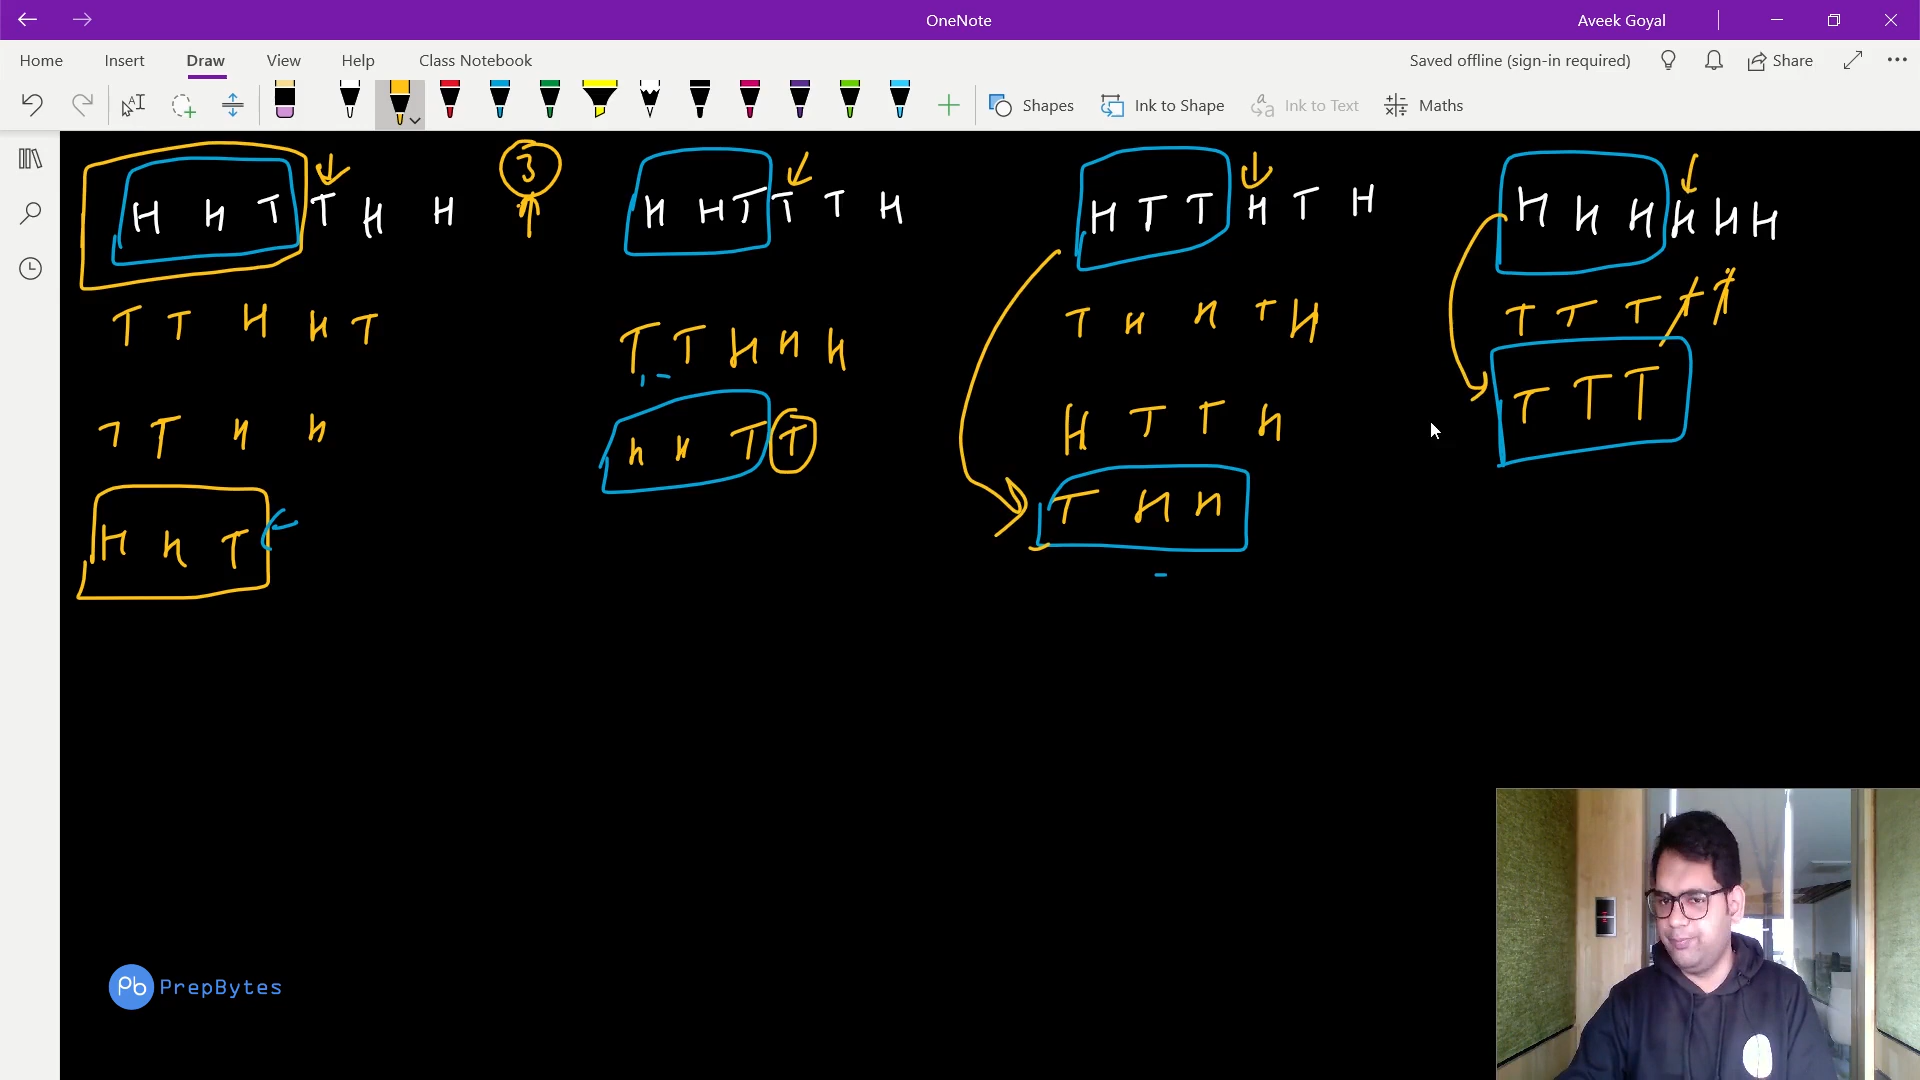 OneNote
Aveek Goyal
Home Insert Draw View Help Class Notebook
Saved offline (sign-in required) Share
Shapes Ink to Shape Ink to Text Maths
H H T T H H
3
H H T T T H
H T T H T H
H H H H H H
T T H H T
T T H H H
T H H T H
T T T T T
T T H H
H H T T
H T T H
T T T
H H T
T H H
Pb PrepBytes